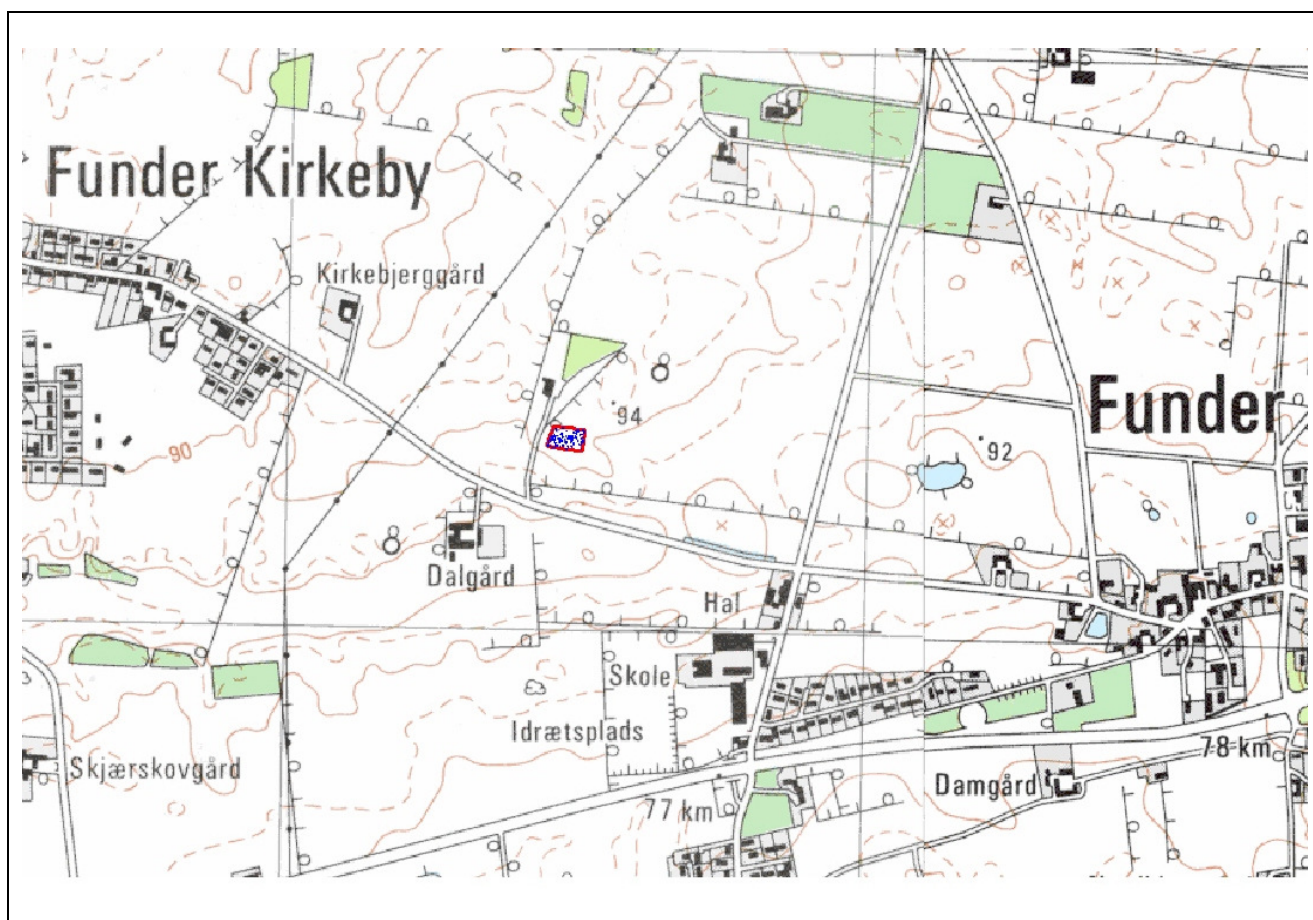 Funder Kirkeby
Kirkebjerggård
90
94
92
Funder
Dalgård
Hal
Skole
Idrætsplads
Skjærskovgård
78 km
Damgård
77 km